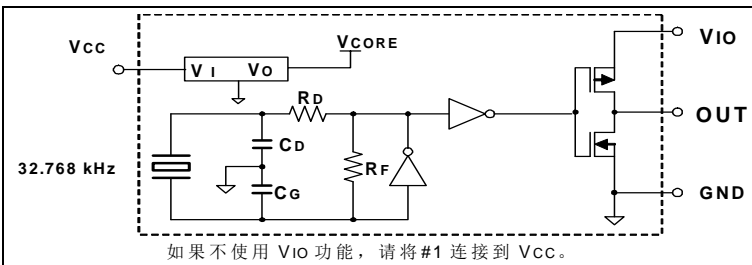 VCC
VI VO
VCORE
VIO
RD
OUT
CD
32.768 kHz
RF
CG
GND
如果不使用 VIO 功能，请将#1 连接到 VCC。